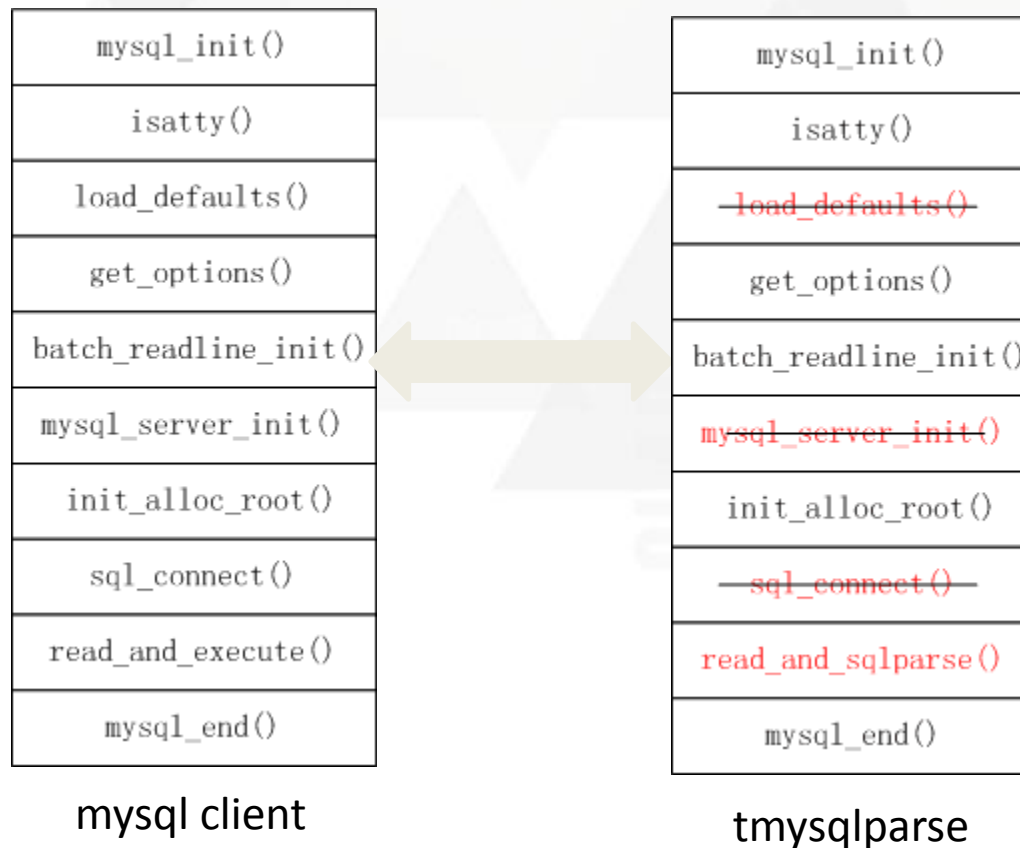 mysql_init()
isatty()
load_defaults()
get_options()
batch_readline_init()
mysql_server_init()
init_alloc_root()
sql_connect()
read_and_execute()
mysql_end()
mysql client
mysql_init()
isatty()
load_defaults()
get_options()
batch_readline_init()
mysql_server_init()
init_alloc_root()
sql_connect()
read_and_sqlparse()
mysql_end()
tmysqlparse